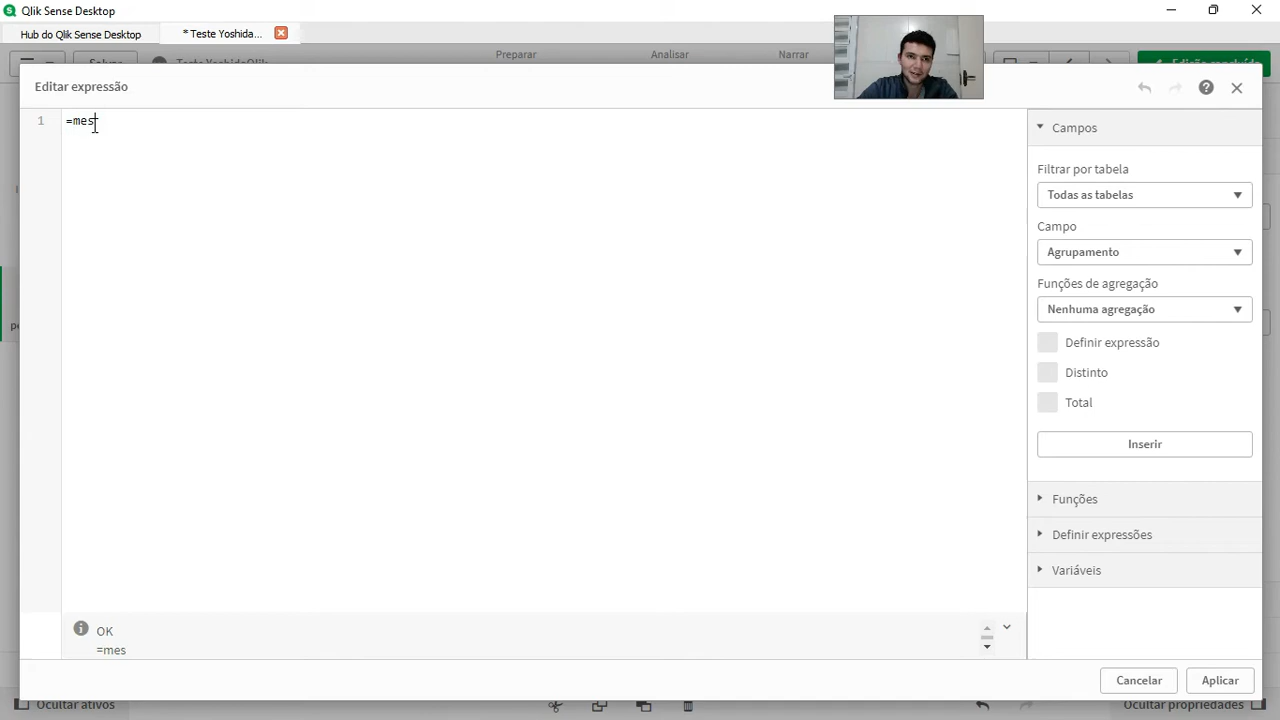 Qlik Sense Desktop
Hub do Qlik Sense Desktop
* Teste Yoshida...
Preparar
Analisar
Narrar
Editar expressão
1
=mes
Campos
Filtrar por tabela
Todas as tabelas
Campo
Agrupamento
Funções de agregação
Nenhuma agregação
Definir expressão
Distinto
Total
Inserir
Funções
Definir expressões
Variáveis
OK
=mes
Cancelar
Aplicar
Ocultar ativos
Ocultar propriedades